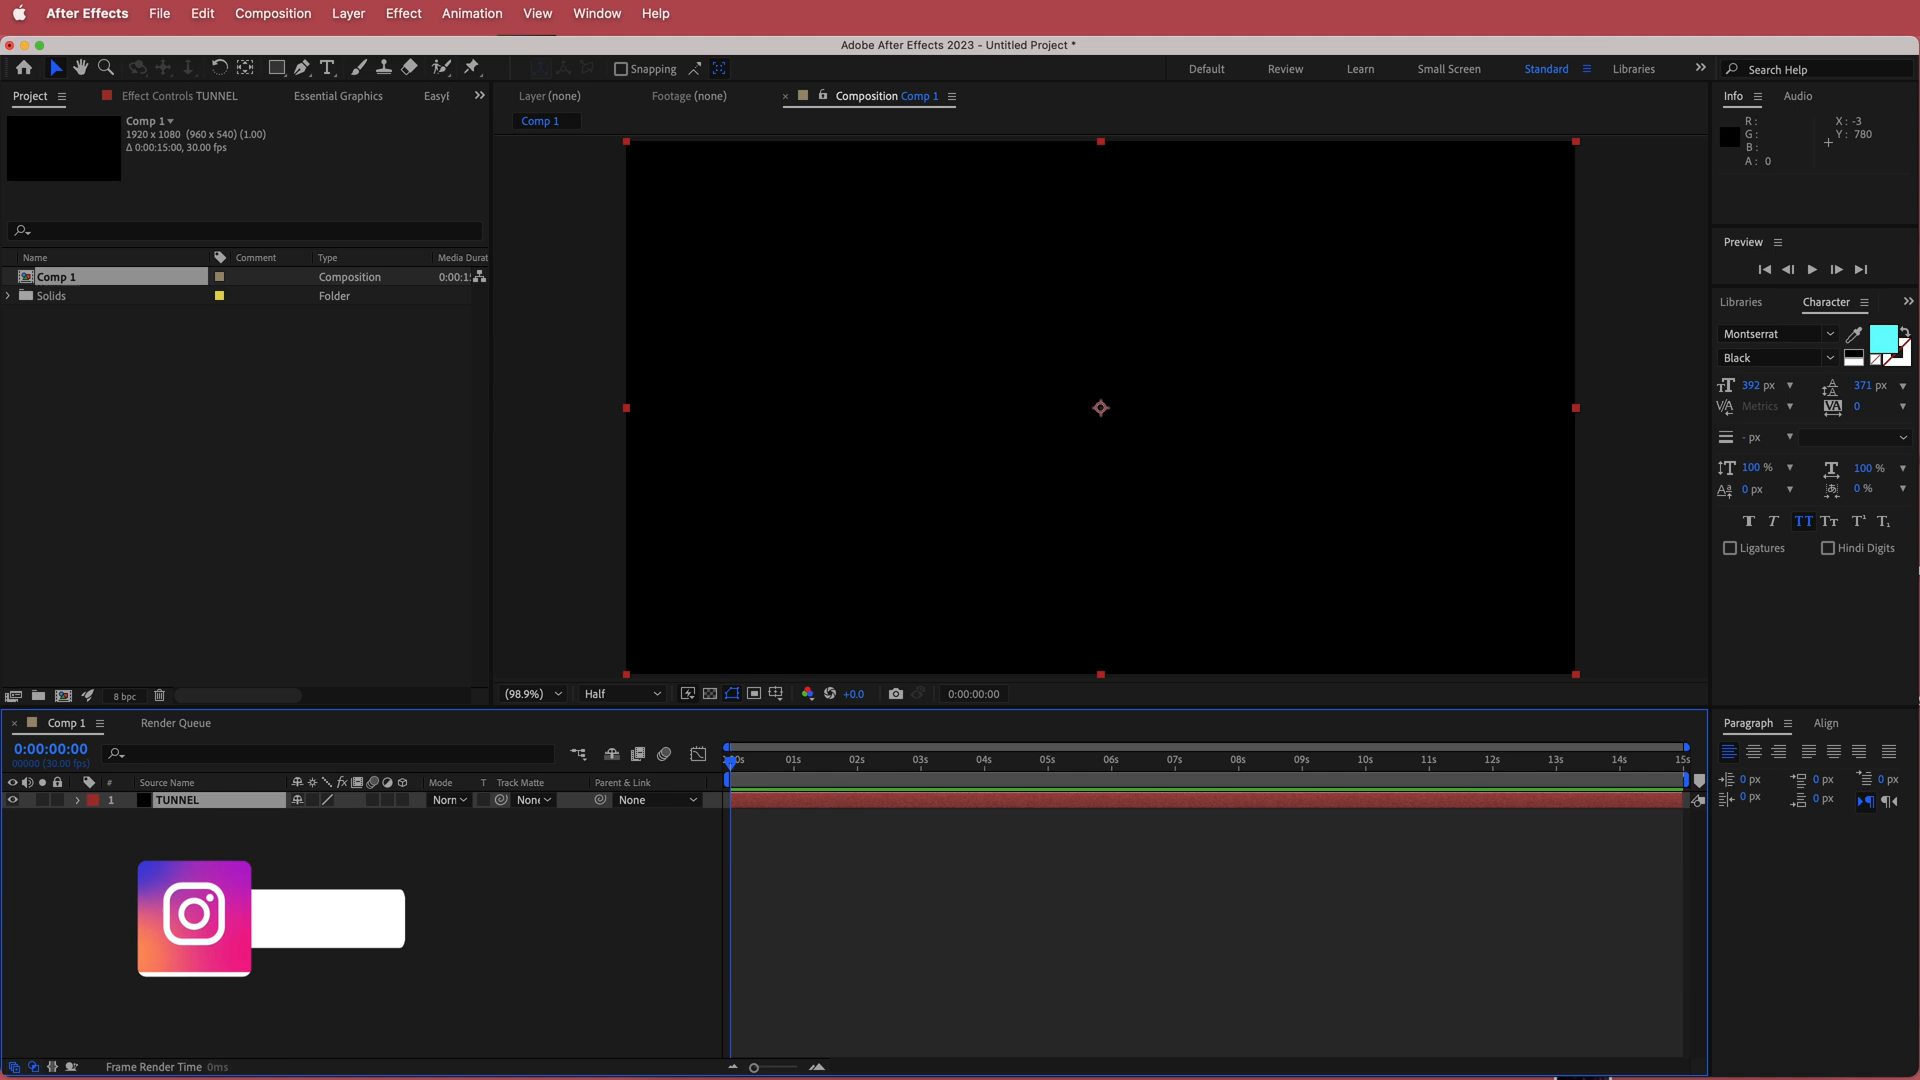 After Effects File Edit Composition Layer Effect Animation View Window Help
Adobe After Effects 2023 - Untitled Project *
Snapping
Default Review Learn Small Screen Standard Libraries
Search Help
Project
Effect Controls TUNNEL
Essential Graphics
Layer (none)
Footage (none)
Composition Comp 1
Comp 1
Info
Audio
Comp 1
1920 x 1080 (960 x 540) (1.00)
Δ 0:00:15:00, 30.00 fps
R:
G:
B:
A: 0
X: -3
Y: 780
Name Comment Type Media Durat
Comp 1 Composition
Solids Folder
Preview
Libraries
Character
Montserrat
Black
392 px
371 px
Metrics
0
- px
100 %
100 %
0 px
0 %
Ligatures
Hindi Digits
8 bpc
(98.9%)
Half
+0.0
0:00:00:00
Comp 1
Render Queue
Paragraph
Align
0:00:00:00
00000 (30.00 fps)
01s 02s 03s 04s 05s 06s 07s 08s 09s 10s 11s 12s 13s 14s 15s
# Source Name Mode T Track Matte Parent & Link
1 TUNNEL Norn None None
0 px 0 px 0 px
0 px 0 px
Frame Render Time 0ms